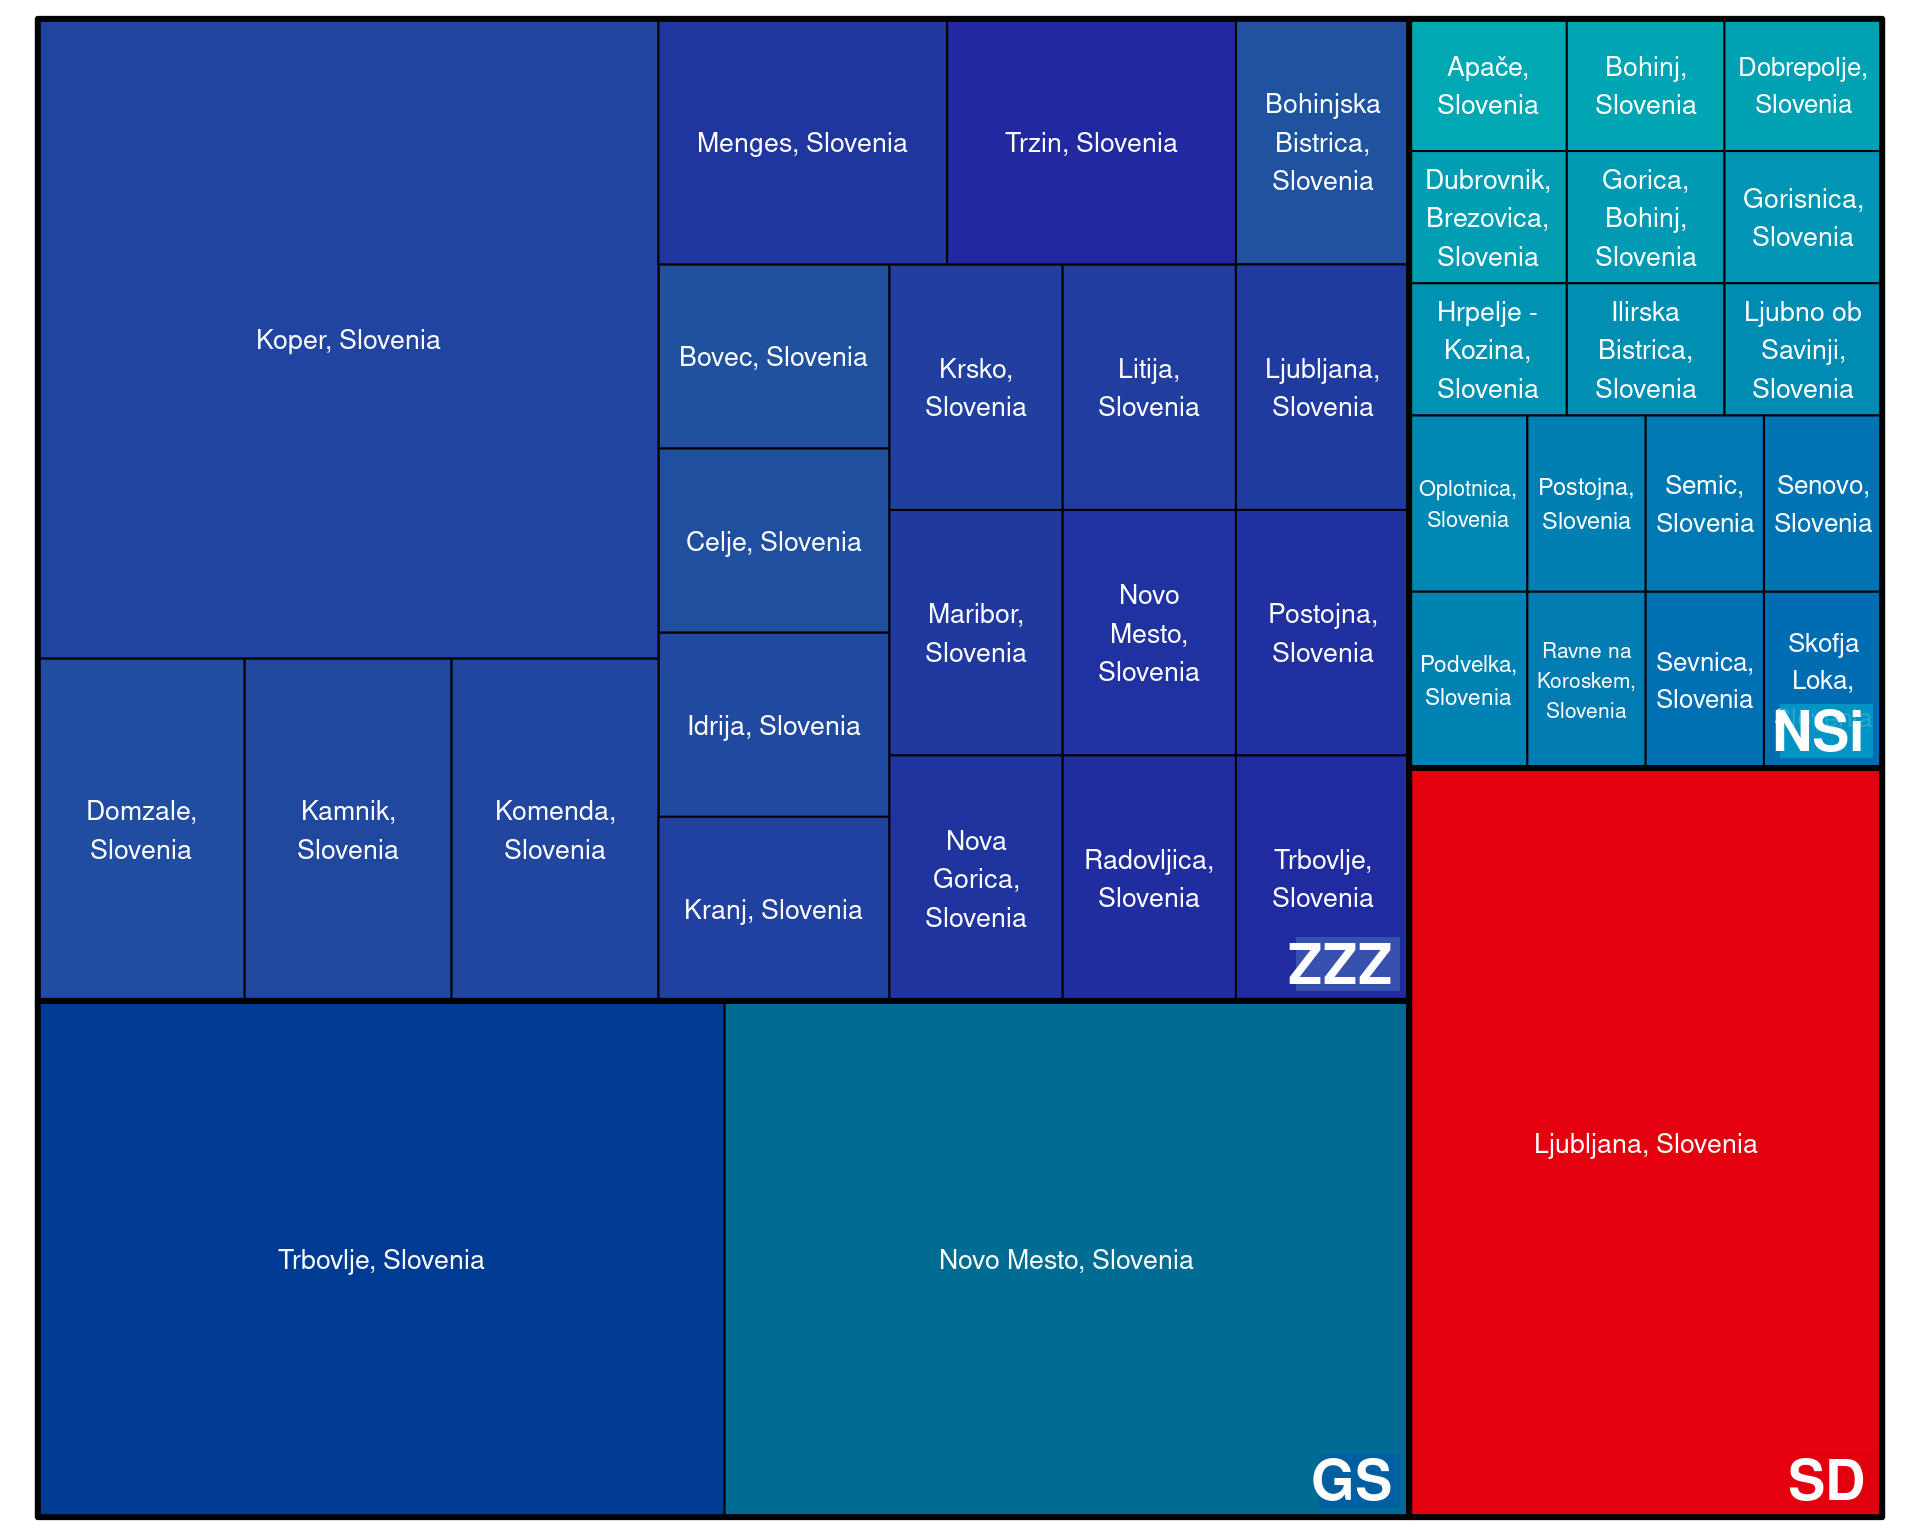 Koper, Slovenia
Menges, Slovenia
Trzin, Slovenia
Bohinjska
Bistrica,
Slovenia
Bovec, Slovenia
Celje, Slovenia
Idrija, Slovenia
Kranj, Slovenia
Krsko,
Slovenia
Litija,
Slovenia
Ljubljana,
Slovenia
Maribor,
Slovenia
Novo
Mesto,
Slovenia
Postojna,
Slovenia
Nova
Gorica,
Slovenia
Radovljica,
Slovenia
Trbovlje,
Slovenia
Domzale,
Slovenia
Kamnik,
Slovenia
Komenda,
Slovenia
ZZZ
Trbovlje, Slovenia
Novo Mesto, Slovenia
GS
Apače,
Slovenia
Bohinj,
Slovenia
Dobrepolje,
Slovenia
Dubrovnik,
Brezovica,
Slovenia
Gorica,
Bohinj,
Slovenia
Gorisnica,
Slovenia
Hrpelje -
Kozina,
Slovenia
Ilirska
Bistrica,
Slovenia
Ljubno ob
Savinji,
Slovenia
Oplotnica,
Slovenia
Postojna,
Slovenia
Semic,
Slovenia
Senovo,
Slovenia
Podvelka,
Slovenia
Ravne na
Koroskem,
Slovenia
Sevnica,
Slovenia
Skofja
Loka,
NSi
Ljubljana, Slovenia
SD